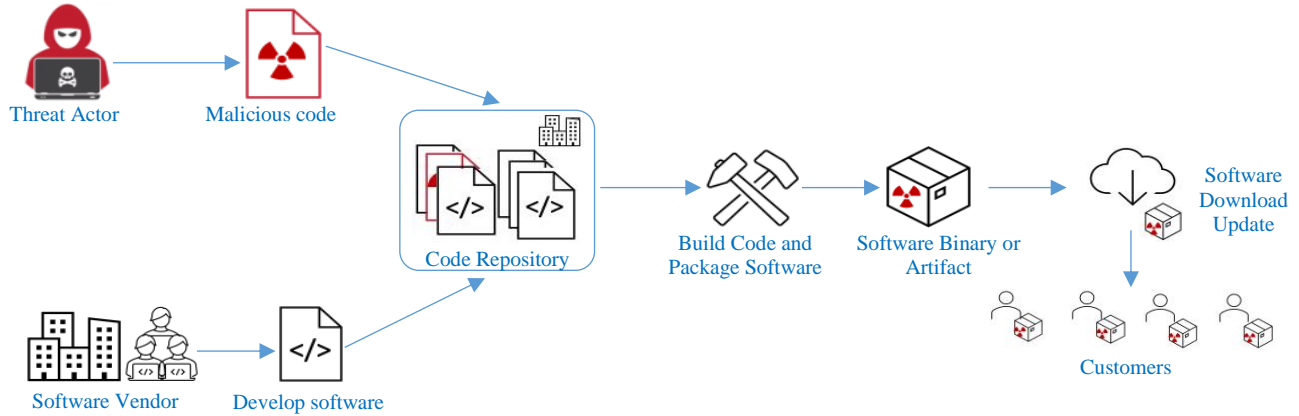 Threat Actor
Malicious code
</>
</>
Code Repository
Build Code and
Package Software
Software Binary or
Artifact
Software
Download
Update
Customers
</>
</>
</>
Software Vendor
Develop software